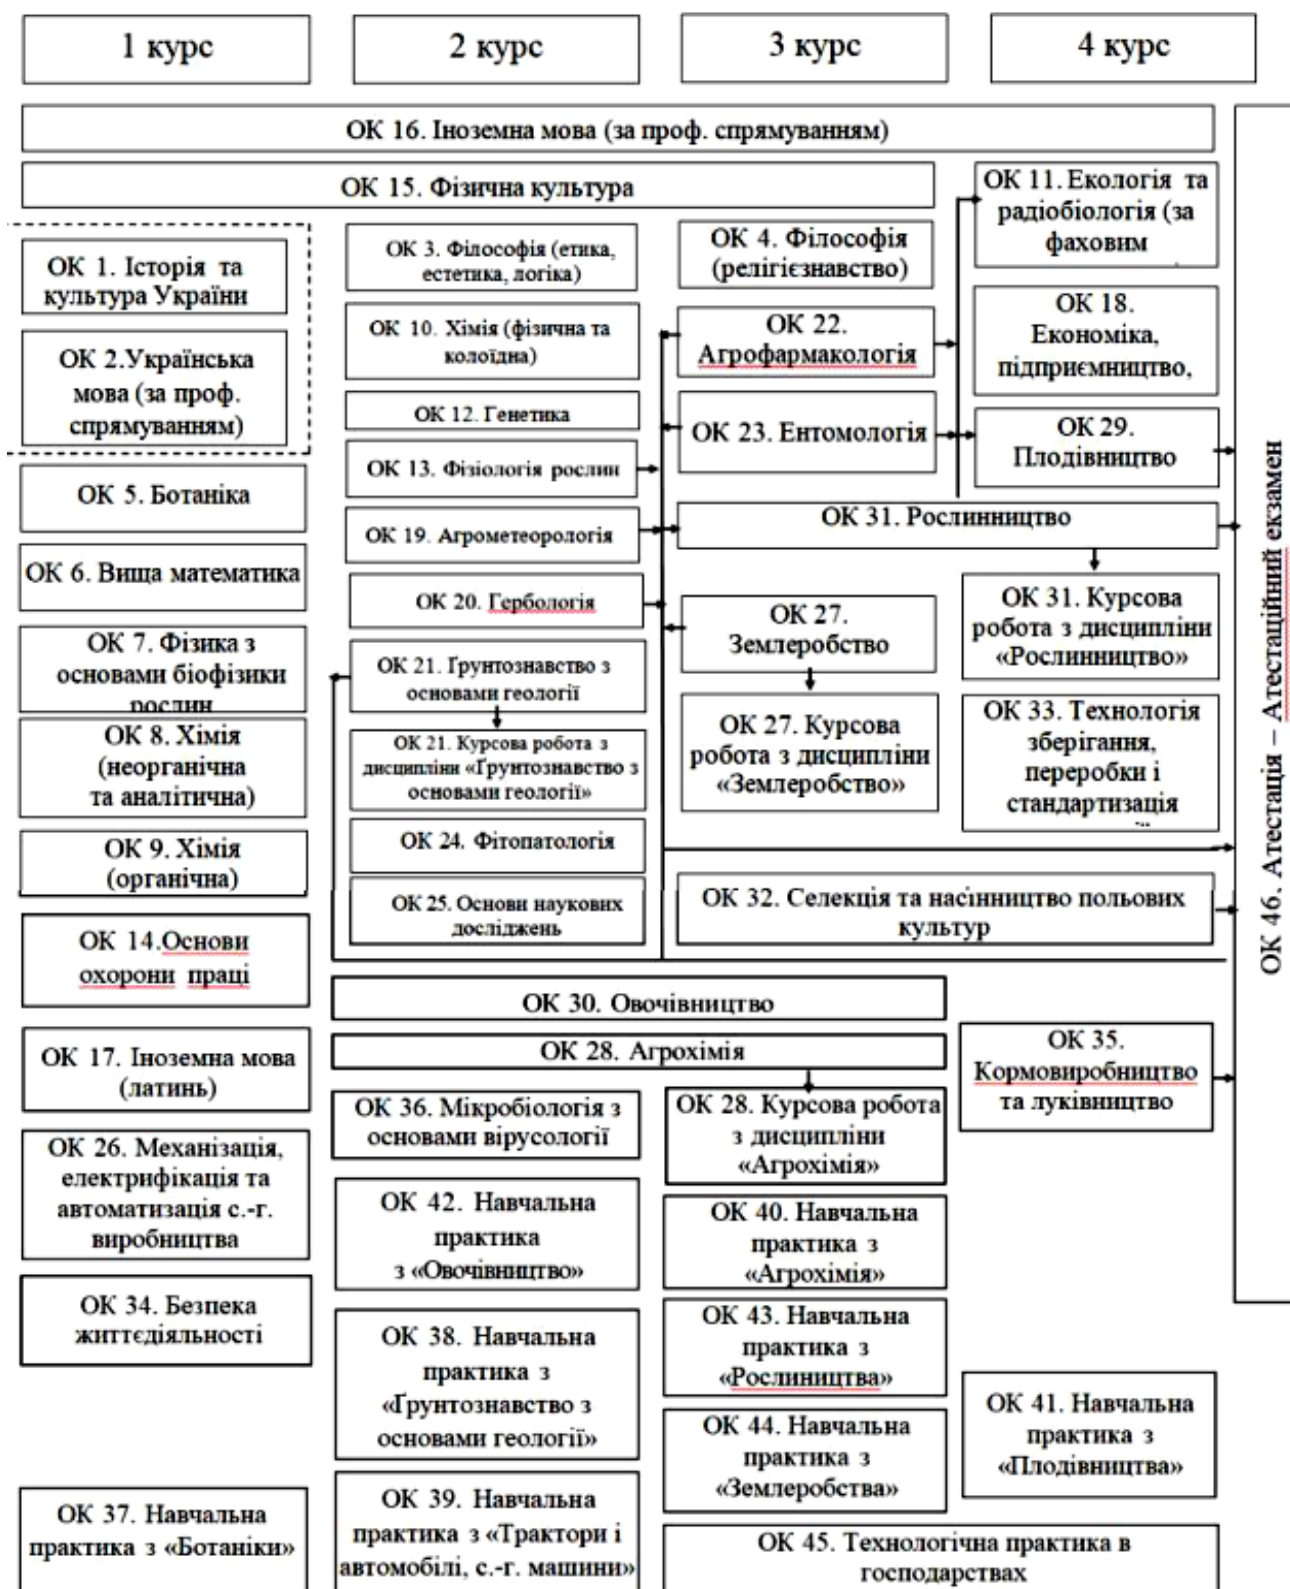 1 курс
2 курс
3 курс
4 курс
ОК 16. Іноземна мова (за проф. спрямуванням)
ОК 15. Фізична культура
ОК 1. Історія та
культура України
ОК 2.Українська
мова (за проф.
спрямуванням)
ОК 5. Ботаніка
ОК 6. Вища математика
ОК 7. Фізика з
основами біофізики
рослин
ОК 8. Хімія
(неорганічна
та аналітична)
ОК 9. Хімія
(органічна)
ОК 14.Основи
охорони праці
ОК 17. Іноземна мова
(латинь)
ОК 26. Механізація,
електрифікація та
автоматизація с.-г.
виробництва
ОК 34. Безпека
життєдіяльності
ОК 37. Навчальна
практика з «Ботаніки»
ОК 3. Філософія (етика,
естетика, логіка)
ОК 10. Хімія (фізична та
колоїдна)
ОК 12. Генетика
ОК 13. Фізіологія рослин
ОК 19. Агрометеорологія
ОК 20. Гербологія
ОК 21. Ґрунтознавство з
основами геології
ОК 21. Курсова робота з
дисципліни «Ґрунтознавство з
основами геології»
ОК 24. Фітопатологія
ОК 25. Основи наукових
досліджень
ОК 30. Овочівництво
ОК 28. Агрохімія
ОК 36. Мікробіологія з
основами вірусології
ОК 42. Навчальна
практика
з «Овочівництво»
ОК 38. Навчальна
практика з
«Ґрунтознавство з
основами геології»
ОК 39. Навчальна
практика з «Трактори і
автомобілі, с.-г. машини»
ОК 4. Філософія
(релігієзнавство)
ОК 22.
Агрофармакологія
ОК 23. Ентомологія
ОК 31. Рослинництво
ОК 27.
Землеробство
ОК 27. Курсова
робота з дисципліни
«Землеробство»
ОК 32. Селекція та насінництво польових
культур
ОК 28. Курсова робота
з дисципліни
«Агрохімія»
ОК 40. Навчальна
практика з
«Агрохімія»
ОК 43. Навчальна
практика з
«Рослиництва»
ОК 44. Навчальна
практика з
«Землеробства»
ОК 45. Технологічна практика в
господарствах
ОК 11. Екологія та
радіобіологія (за
фаховим
ОК 18.
Економіка,
підприємництво,
ОК 29.
Плодівництво
ОК 31. Курсова
робота з дисципліни
«Рослинництво»
ОК 33. Технологія
зберігання,
переробки і
стандартизація
ОК 35.
Кормовиробництво
та луківництво
ОК 41. Навчальна
практика з
«Плодівництва»
ОК 46. Атестація – Атестаційний екзамен